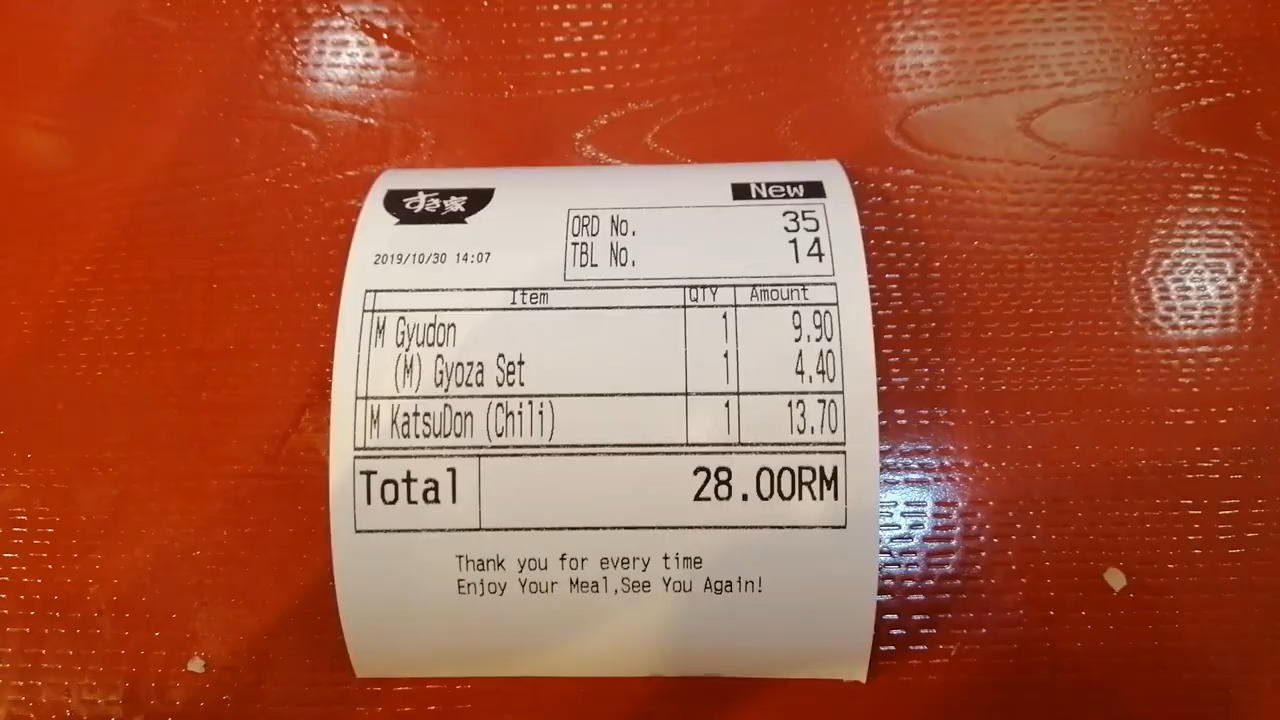 すき家
New
ORD No. 35
TBL No. 14
2019/10/30 14:07
Item QTY Amount
M Gyudon 1 9.90
(M) Gyoza Set 1 4.40
M KatsuDon (Chili) 1 13.70
Total 28.00RM
Thank you for every time
Enjoy Your Meal,See You Again!